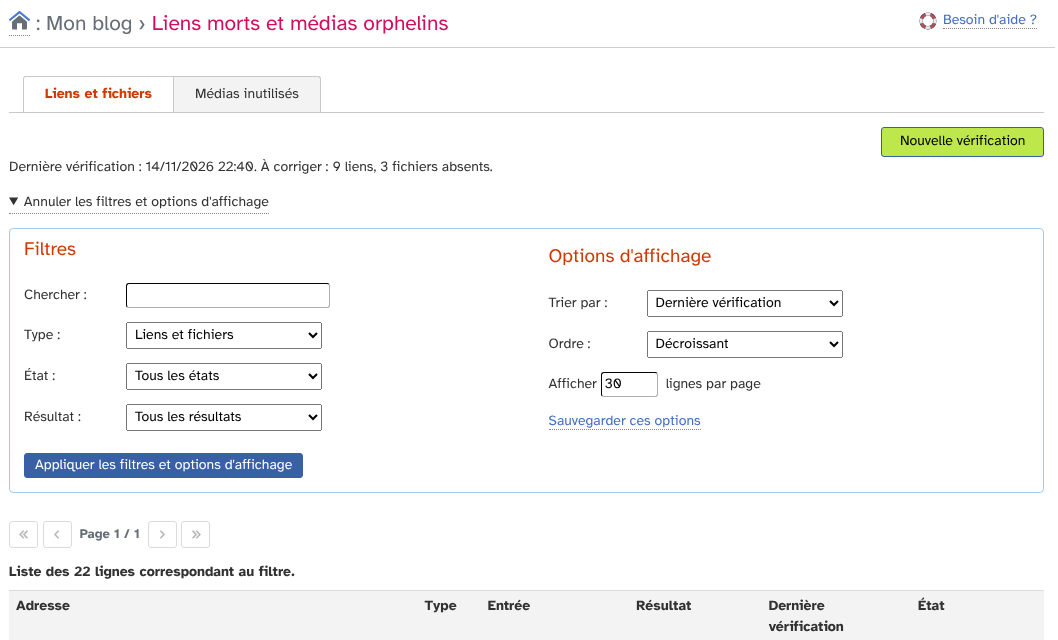 : Mon blog › Liens morts et médias orphelins
Besoin d'aide ?
Liens et fichiers
Médias inutilisés
Nouvelle vérification
Dernière vérification : 14/11/2026 22:40. À corriger : 9 liens, 3 fichiers absents.
▼ Annuler les filtres et options d'affichage
Filtres
Chercher :
Type :
Liens et fichiers
État :
Tous les états
Résultat :
Tous les résultats
Appliquer les filtres et options d'affichage
Options d'affichage
Trier par :
Dernière vérification
Ordre :
Décroissant
Afficher 30 lignes par page
Sauvegarder ces options
« ‹ Page 1 / 1 › »
Liste des 22 lignes correspondant au filtre.
Adresse Type Entrée Résultat Dernière vérification État